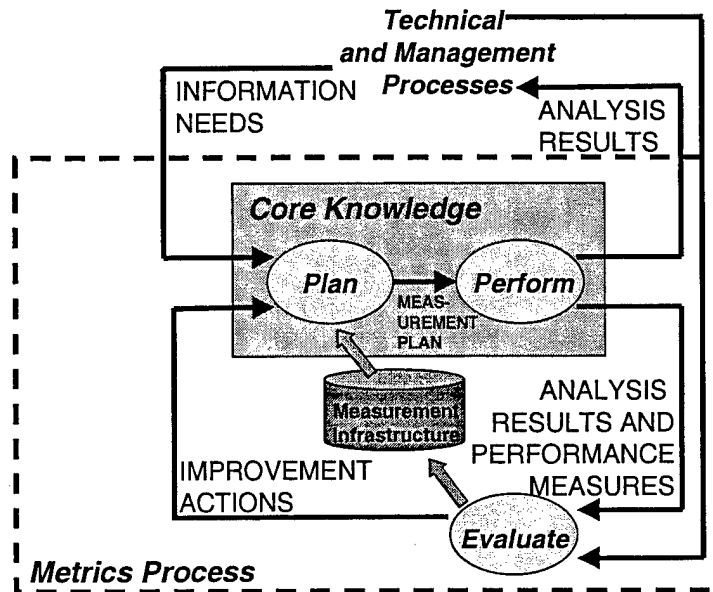 Technical
and Management
Processes
INFORMATION
NEEDS
ANALYSIS
RESULTS
Core Knowledge
Plan
Perform
MEAS-
UREMENT
PLAN
Measurement
Infrastructure
ANALYSIS
RESULTS AND
PERFORMANCE
MEASURES
IMPROVEMENT
ACTIONS
Evaluate
Metrics Process